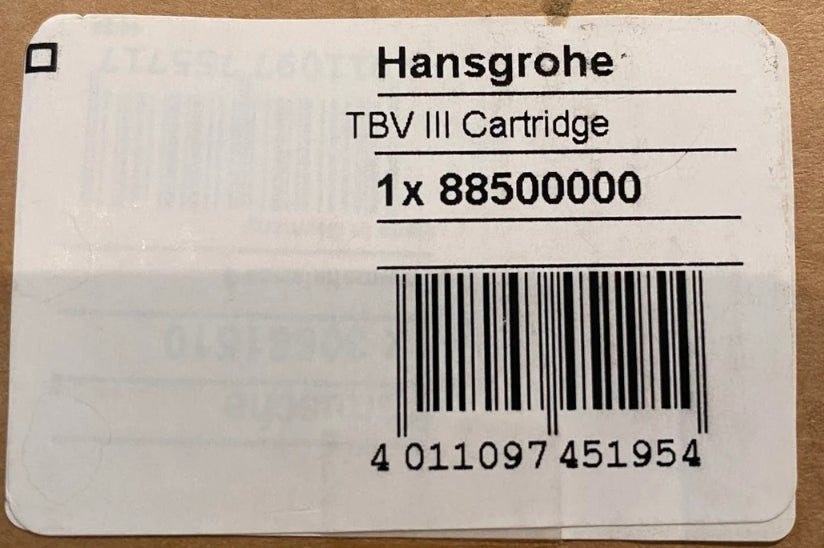 Hansgrohe
TBV III Cartridge
1x 88500000
4 011097 451954